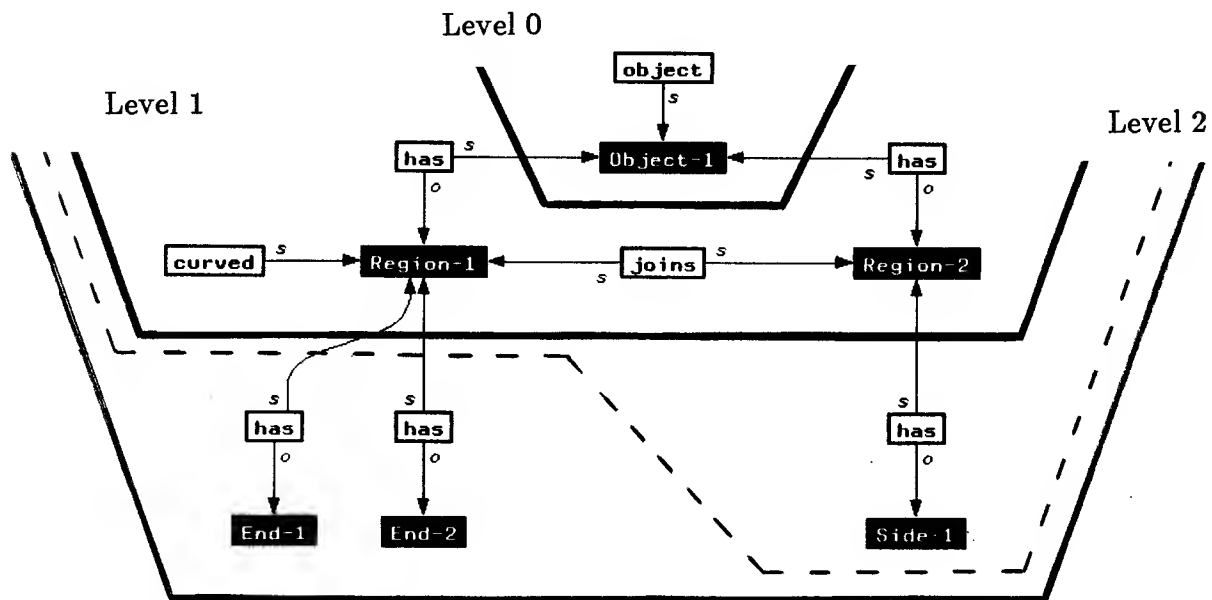 Level 0
object
s
Level 1
Level 2
has
s
Object-1
s
has
o
o
curved
s
Region-1
s
joins
s
Region-2
s
s
s
has
has
has
o
o
o
End-1
End-2
Side-1